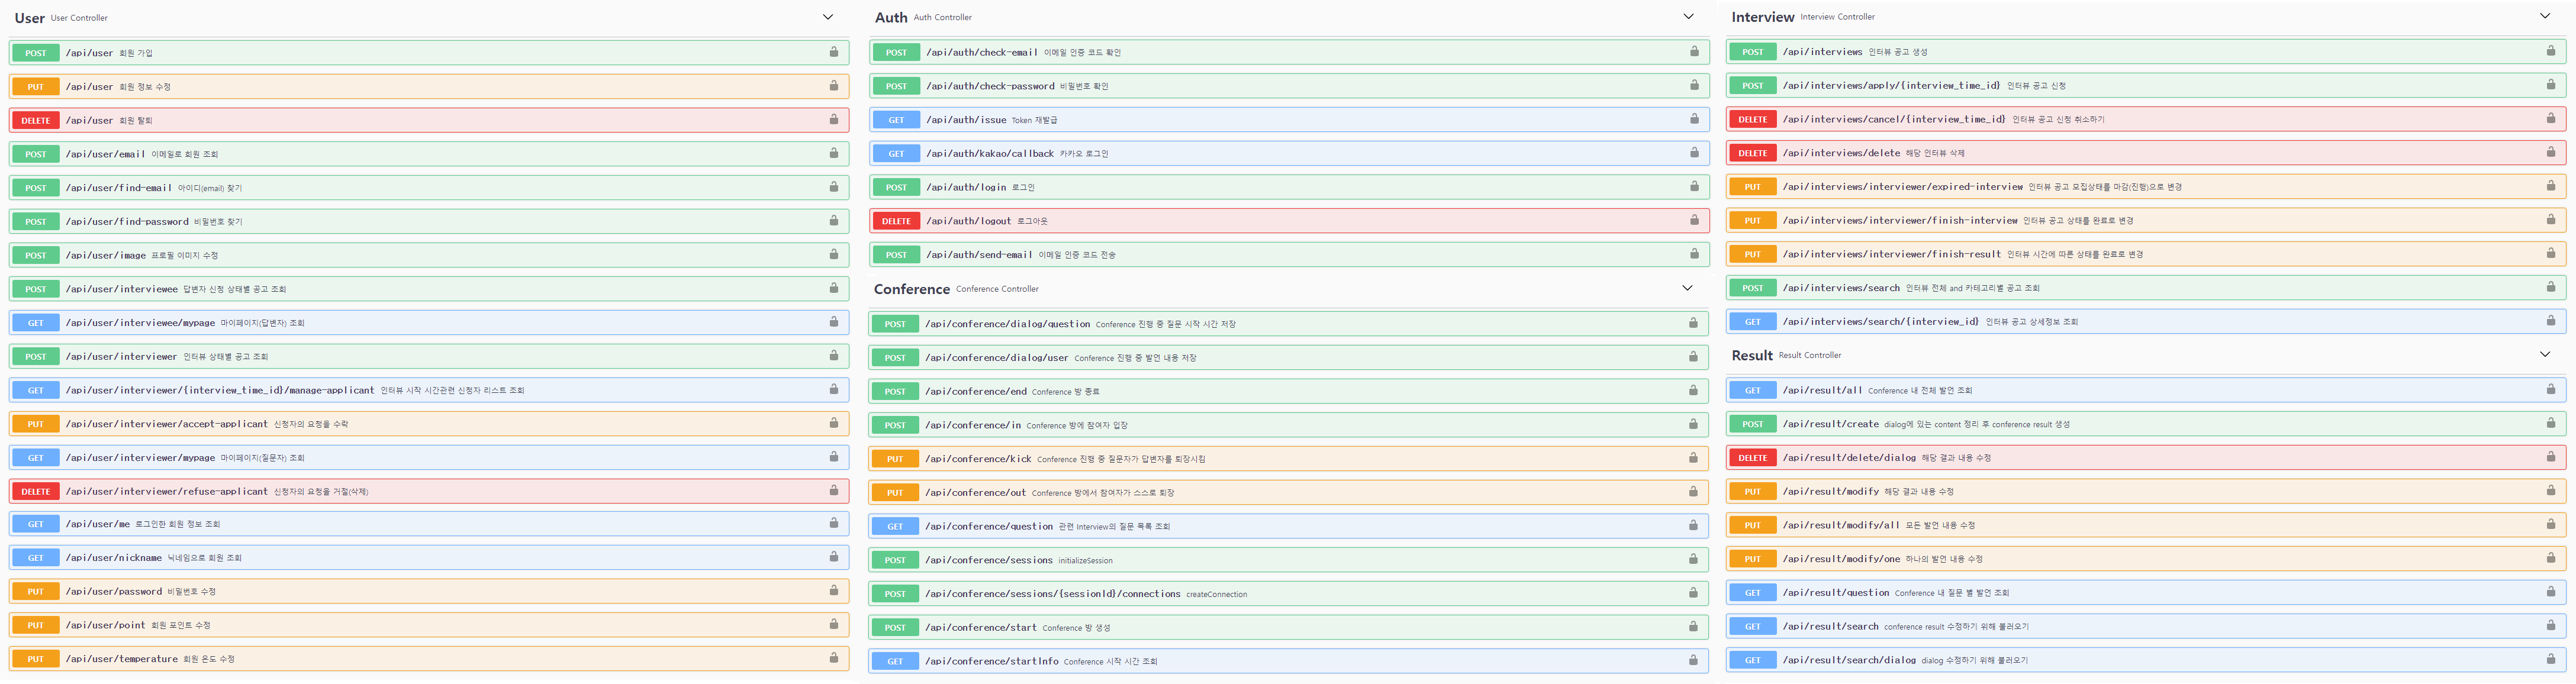 User User Controller
POST /api/user 회원 가입
PUT /api/user 회원 정보 수정
DELETE /api/user 회원 탈퇴
POST /api/user/email 이메일로 회원 조회
POST /api/user/find-email 아이디(email) 찾기
POST /api/user/find-password 비밀번호 찾기
POST /api/user/image 프로필 이미지 수정
POST /api/user/interviewee 답변자 신청 상태별 공고 조회
GET /api/user/interviewee/mypage 마이페이지(답변자) 조회
POST /api/user/interviewer 인터뷰 상태별 공고 조회
GET /api/user/interviewer/{interview_time_id}/manage-applicant 인터뷰 시작 시간관련 신청자 리스트 조회
PUT /api/user/interviewer/accept-applicant 신청자의 요청을 수락
GET /api/user/interviewer/mypage 마이페이지(질문자) 조회
DELETE /api/user/interviewer/refuse-applicant 신청자의 요청을 거절(삭제)
GET /api/user/me 로그인한 회원 정보 조회
GET /api/user/nickname 닉네임으로 회원 조회
PUT /api/user/password 비밀번호 수정
PUT /api/user/point 회원 포인트 수정
PUT /api/user/temperature 회원 온도 수정
Auth Auth Controller
POST /api/auth/check-email 이메일 인증 코드 확인
POST /api/auth/check-password 비밀번호 확인
GET /api/auth/issue Token 재발급
GET /api/auth/kakao/callback 카카오 로그인
POST /api/auth/login 로그인
DELETE /api/auth/logout 로그아웃
POST /api/auth/send-email 이메일 인증 코드 전송
Conference Conference Controller
POST /api/conference/dialog/question Conference 진행 중 질문 시작 시간 저장
POST /api/conference/dialog/user Conference 진행 중 발언 내용 저장
POST /api/conference/end Conference 방 종료
POST /api/conference/in Conference 방에 참여자 입장
PUT /api/conference/kick Conference 진행 중 질문자가 답변자를 퇴장시킴
PUT /api/conference/out Conference 방에서 참여자가 스스로 퇴장
GET /api/conference/question 관련 Interview의 질문 목록 조회
POST /api/conference/sessions initializeSession
POST /api/conference/sessions/{sessionId}/connections createConnection
POST /api/conference/start Conference 방 생성
GET /api/conference/startInfo Conference 시작 시간 조회
Interview Interview Controller
POST /api/interviews 인터뷰 공고 생성
POST /api/interviews/apply/{interview_time_id} 인터뷰 공고 신청
DELETE /api/interviews/cancel/{interview_time_id} 인터뷰 공고 신청 취소하기
DELETE /api/interviews/delete 해당 인터뷰 삭제
PUT /api/interviews/interviewer/expired-interview 인터뷰 공고 모집상태를 마감(진행)으로 변경
PUT /api/interviews/interviewer/finish-interview 인터뷰 공고 상태를 완료로 변경
PUT /api/interviews/interviewer/finish-result 인터뷰 시간에 따른 상태를 완료로 변경
POST /api/interviews/search 인터뷰 전체 and 카테고리별 공고 조회
GET /api/interviews/search/{interview_id} 인터뷰 공고 상세정보 조회
Result Result Controller
GET /api/result/all Conference 내 전체 발언 조회
POST /api/result/create dialog에 있는 content 정리 후 conference result 생성
DELETE /api/result/delete/dialog 해당 결과 내용 수정
PUT /api/result/modify 해당 결과 내용 수정
PUT /api/result/modify/all 모든 발언 내용 수정
PUT /api/result/modify/one 하나의 발언 내용 수정
GET /api/result/question Conference 내 질문 별 발언 조회
GET /api/result/search conference result 수정하기 위해 불러오기
GET /api/result/search/dialog dialog 수정하기 위해 불러오기